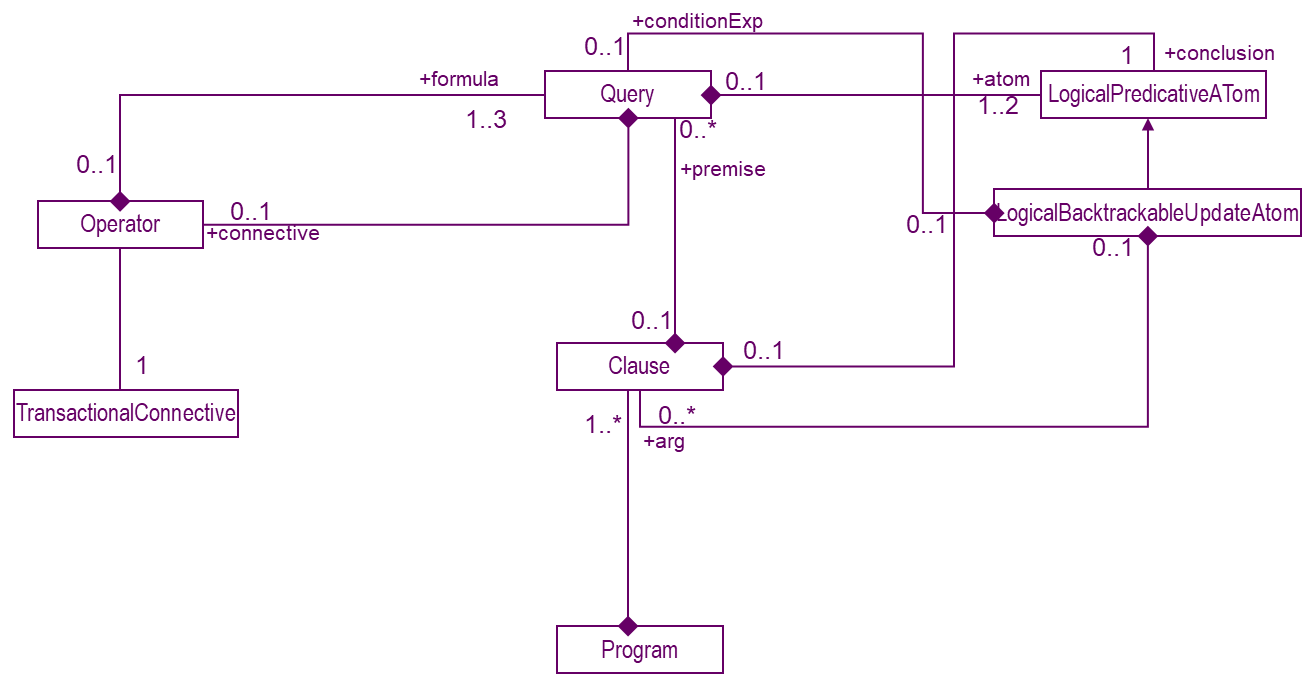 +conditionExp
0..1
1
+conclusion
+formula
Query
0..1
+atom
LogicalPredicativeATom
1..3
0..*
1..2
0..1
+premise
Operator
0..1
+connective
0..1
LogicalBacktrackableUpdateAtom
0..1
0..1
0..1
1
Clause
TransactionalConnective
1..*
0..*
+arg
Program